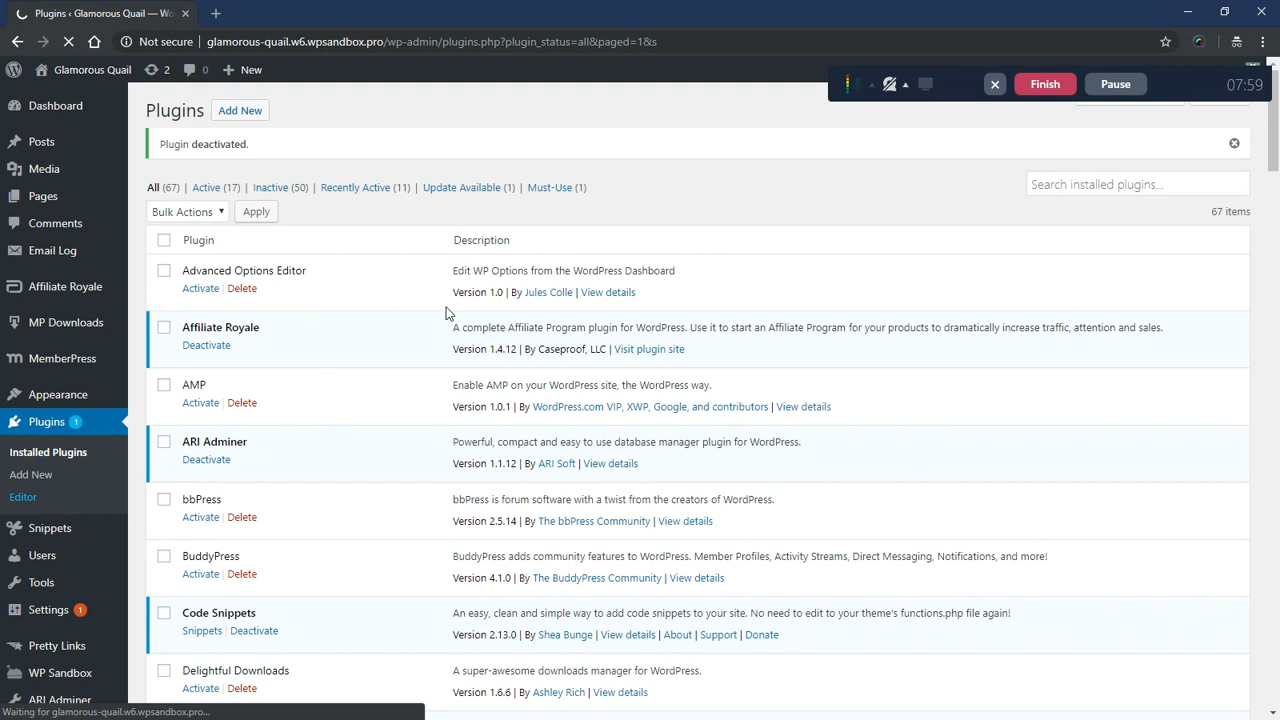 Plugins ‹ Glamorous Quail — Wo
Not secure | glamorous-quail.w6.wpsandbox.pro/wp-admin/plugins.php?plugin_status=all&paged=1&s
Glamorous Quail 2 0 New
Finish Pause 07:59
Dashboard
Posts
Media
Pages
Comments
Email Log
Affiliate Royale
MP Downloads
MemberPress
Appearance
Plugins 1
Installed Plugins
Add New
Editor
Snippets
Users
Tools
Settings 1
Pretty Links
WP Sandbox
ARI Adminer
Plugins Add New
Plugin deactivated.
All (67) | Active (17) | Inactive (50) | Recently Active (11) | Update Available (1) | Must-Use (1)
Search installed plugins...
Bulk Actions Apply
67 items
Plugin Description
Advanced Options Editor Edit WP Options from the WordPress Dashboard
Activate | Delete Version 1.0 | By Jules Colle | View details
Affiliate Royale A complete Affiliate Program plugin for WordPress. Use it to start an Affiliate Program for your products to dramatically increase traffic, attention and sales.
Deactivate Version 1.4.12 | By Caseproof, LLC | Visit plugin site
AMP Enable AMP on your WordPress site, the WordPress way.
Activate | Delete Version 1.0.1 | By WordPress.com VIP, XWP, Google, and contributors | View details
ARI Adminer Powerful, compact and easy to use database manager plugin for WordPress.
Deactivate Version 1.1.12 | By ARI Soft | View details
bbPress bbPress is forum software with a twist from the creators of WordPress.
Activate | Delete Version 2.5.14 | By The bbPress Community | View details
BuddyPress BuddyPress adds community features to WordPress. Member Profiles, Activity Streams, Direct Messaging, Notifications, and more!
Activate | Delete Version 4.1.0 | By The BuddyPress Community | View details
Code Snippets An easy, clean and simple way to add code snippets to your site. No need to edit to your theme's functions.php file again!
Snippets | Deactivate Version 2.13.0 | By Shea Bunge | View details | About | Support | Donate
Delightful Downloads A super-awesome downloads manager for WordPress.
Activate | Delete Version 1.6.6 | By Ashley Rich | View details
Waiting for glamorous-quail.w6.wpsandbox.pro...